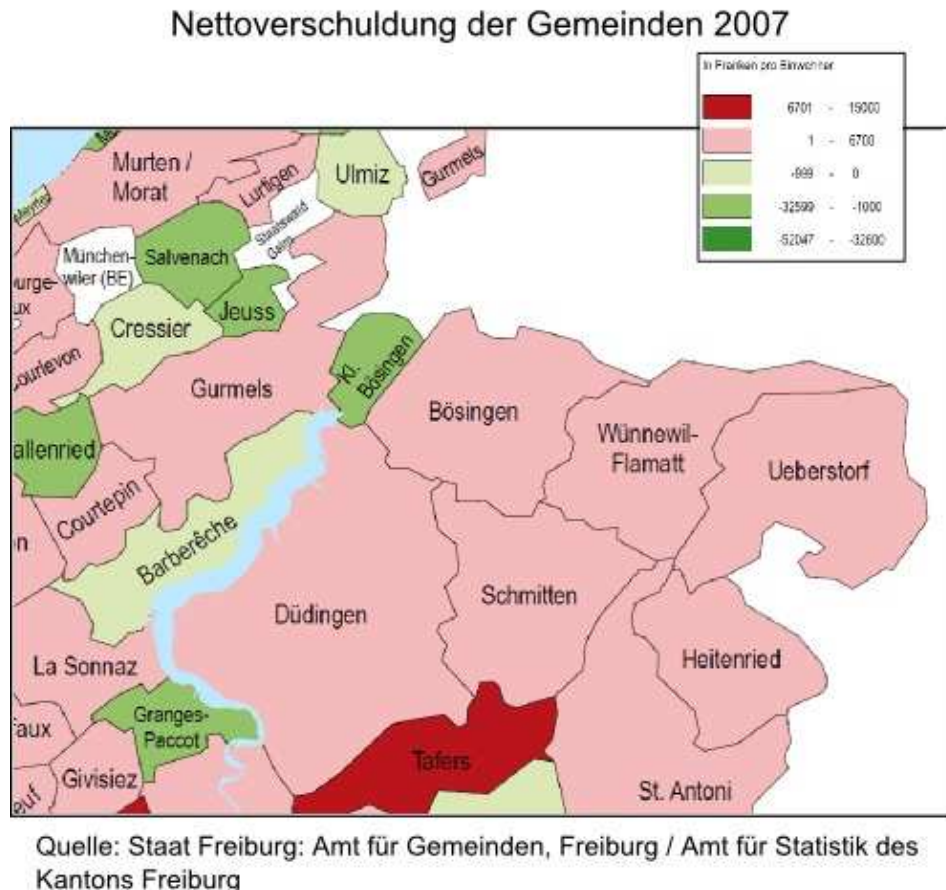 Nettoverschuldung der Gemeinden 2007
In Franken pro Einwohner
6701 - 15000
1 - 6700
-999 - 0
-32599 - -1000
-52047 - -32600
Murten /
Morat
Lurtigen
Ulmiz
Gurmels
Staatswald
Galm
München-
wiler (BE)
Salvenach
Jeuss
Cressier
Courlevon
Gurmels
Kl.
Bösingen
Bösingen
Wünnewil-
Flamatt
Ueberstorf
allenried
Courtepin
Barberêche
Düdingen
Schmitten
Heitenried
La Sonnaz
Granges-
Paccot
Givisiez
Tafers
St. Antoni
Quelle: Staat Freiburg: Amt für Gemeinden, Freiburg / Amt für Statistik des
Kantons Freiburg